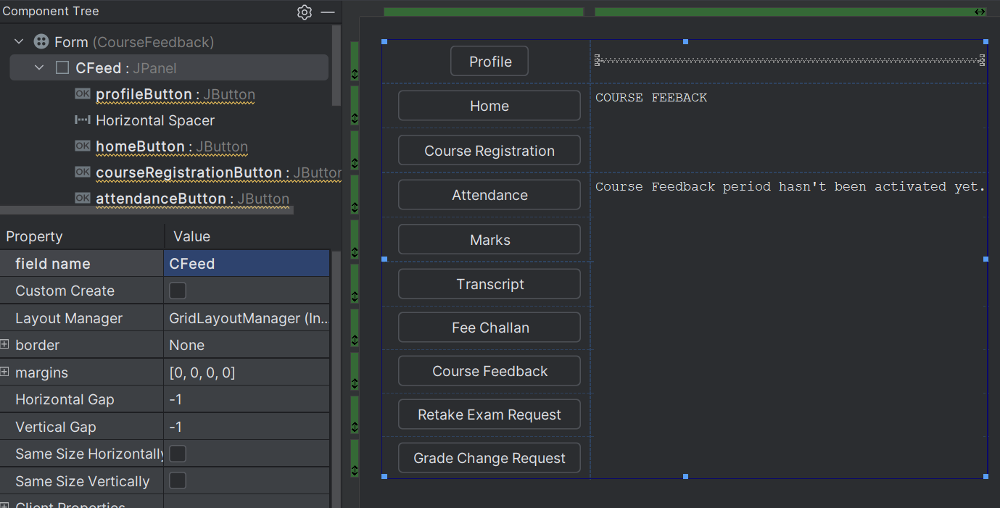 Component Tree
Form (CourseFeedback)
CFeed : JPanel
OK profileButton : JButton
Horizontal Spacer
OK homeButton : JButton
OK courseRegistrationButton : JButton
OK attendanceButton : JButton
Property Value
field name CFeed
Custom Create
Layout Manager GridLayoutManager (In...
border None
margins [0, 0, 0, 0]
Horizontal Gap -1
Vertical Gap -1
Same Size Horizontally
Same Size Vertically
Client Properties
Profile
Home
COURSE FEEBACK
Course Registration
Attendance
Course Feedback period hasn't been activated yet.
Marks
Transcript
Fee Challan
Course Feedback
Retake Exam Request
Grade Change Request